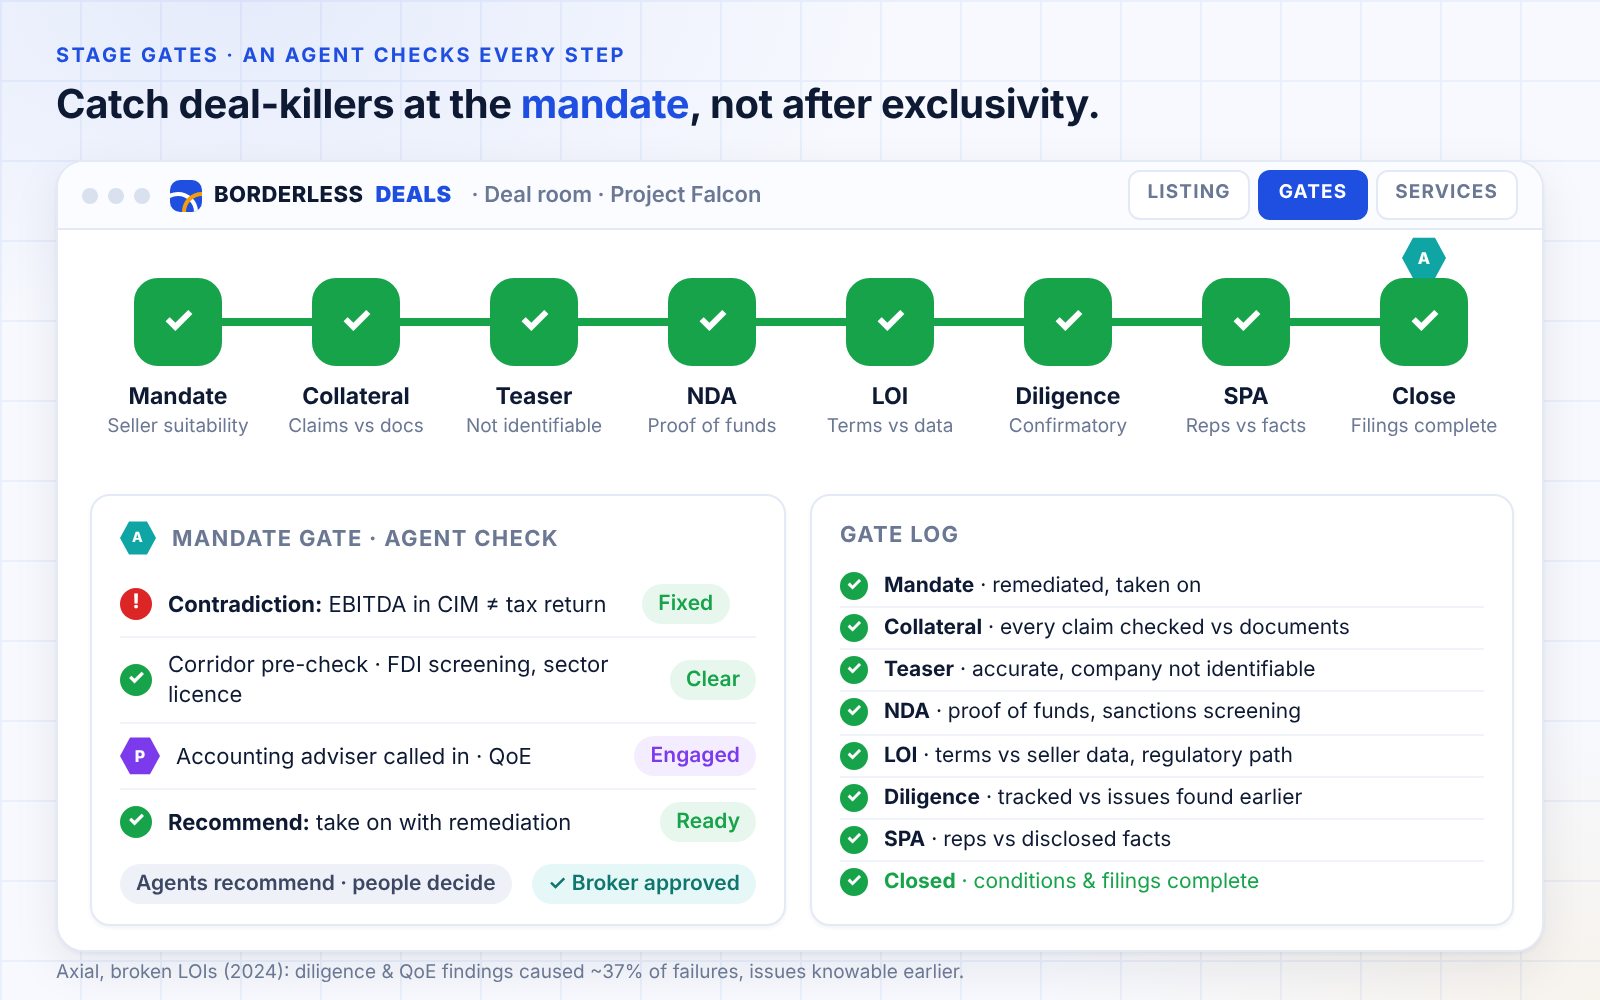 STAGE GATES · AN AGENT CHECKS EVERY STEP
Catch deal-killers at the mandate, not after exclusivity.
BORDERLESS DEALS · Deal room · Project Falcon
LISTING GATES SERVICES
A
Mandate Collateral Teaser NDA LOI Diligence SPA Close
Seller suitability Claims vs docs Not identifiable Proof of funds Terms vs data Confirmatory Reps vs facts Filings complete
A MANDATE GATE · AGENT CHECK
! Contradiction: EBITDA in CIM ≠ tax return Fixed
Corridor pre-check · FDI screening, sector
licence
Clear
P Accounting adviser called in · QoE Engaged
Recommend: take on with remediation Ready
Agents recommend · people decide ✓ Broker approved
GATE LOG
Mandate · remediated, taken on
Collateral · every claim checked vs documents
Teaser · accurate, company not identifiable
NDA · proof of funds, sanctions screening
LOI · terms vs seller data, regulatory path
Diligence · tracked vs issues found earlier
SPA · reps vs disclosed facts
Closed · conditions & filings complete
Axial, broken LOIs (2024): diligence & QoE findings caused ~37% of failures, issues knowable earlier.